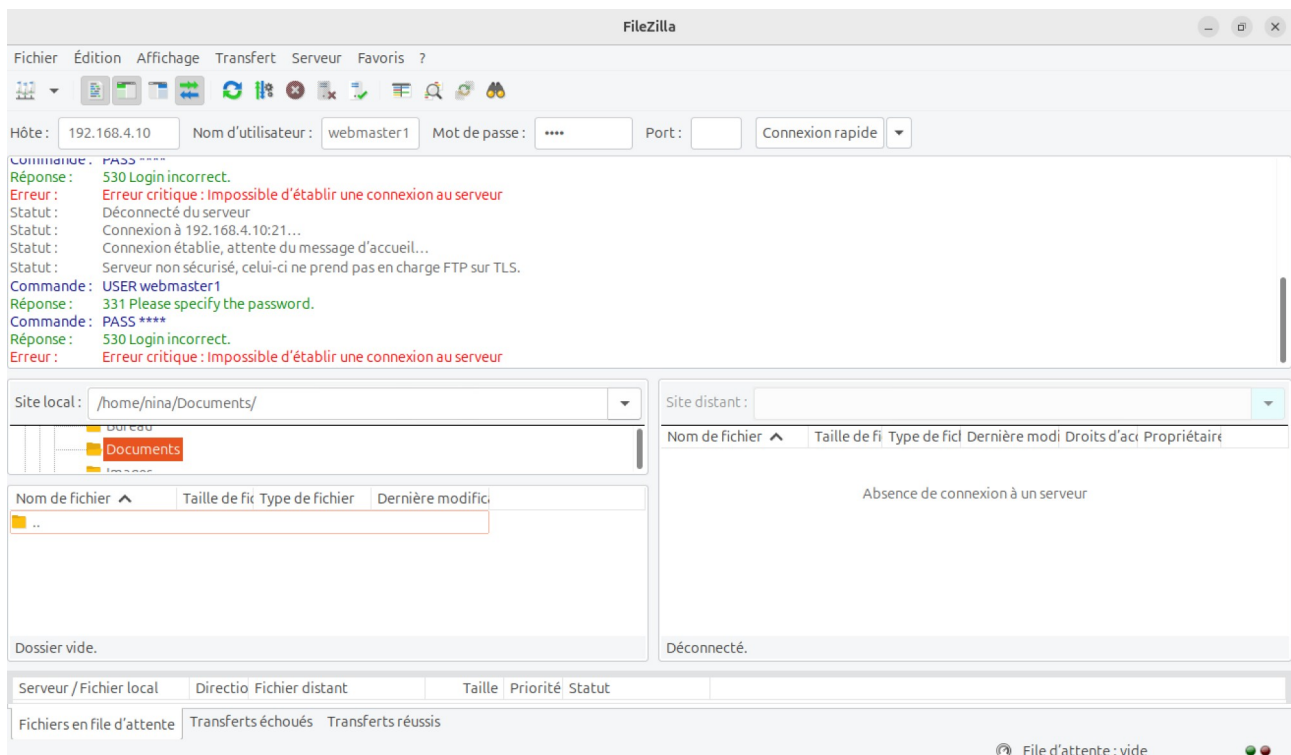 FileZilla
Fichier Édition Affichage Transfert Serveur Favoris ?
Hôte : 192.168.4.10 Nom d'utilisateur : webmaster1 Mot de passe : •••• Port : Connexion rapide
Commande : PASS ****
Réponse : 530 Login incorrect.
Erreur : Erreur critique : Impossible d'établir une connexion au serveur
Statut : Déconnecté du serveur
Statut : Connexion à 192.168.4.10:21…
Statut : Connexion établie, attente du message d'accueil…
Statut : Serveur non sécurisé, celui-ci ne prend pas en charge FTP sur TLS.
Commande : USER webmaster1
Réponse : 331 Please specify the password.
Commande : PASS ****
Réponse : 530 Login incorrect.
Erreur : Erreur critique : Impossible d'établir une connexion au serveur
Site local : /home/nina/Documents/
Bureau
Documents
Images
Nom de fichier Taille de fic Type de fichier Dernière modifica
..
Dossier vide.
Site distant :
Nom de fichier Taille de fi Type de ficl Dernière modi Droits d'acc Propriétaire
Absence de connexion à un serveur
Déconnecté.
Serveur / Fichier local Directio Fichier distant Taille Priorité Statut
Fichiers en file d'attente Transferts échoués Transferts réussis
File d'attente : vide